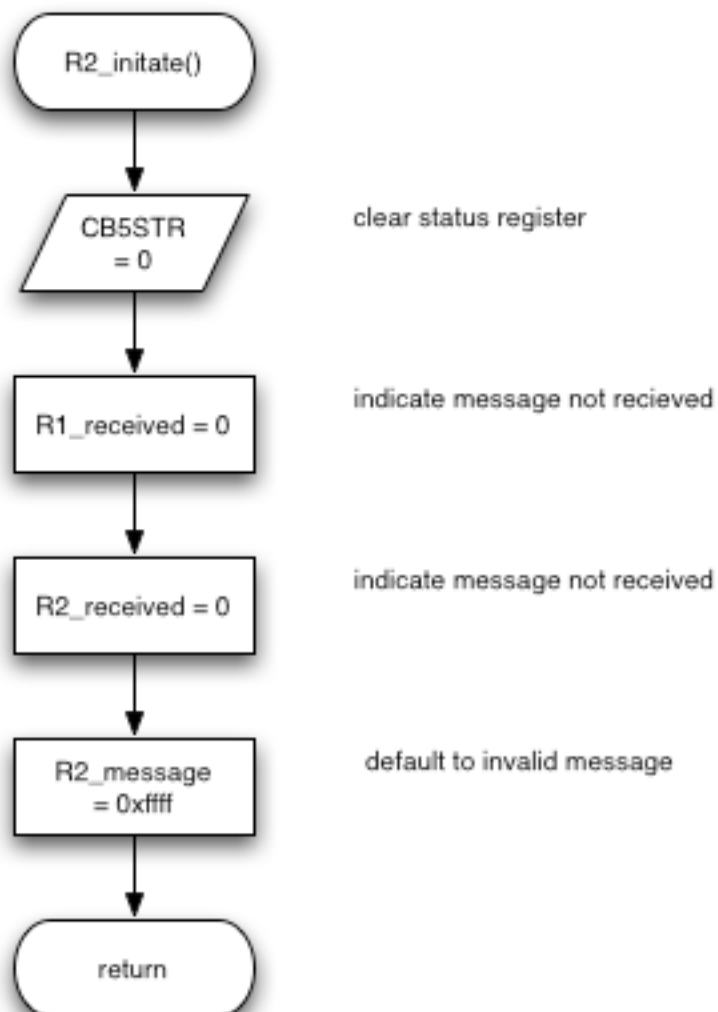 R2_initate()
CB5STR
= 0
clear status register
R1_received = 0
indicate message not recieved
R2_received = 0
indicate message not received
R2_message
= 0xffff
default to invalid message
return